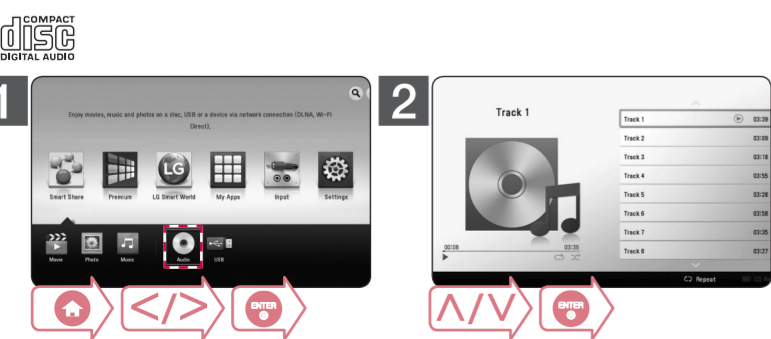 COMPACT
disc
DIGITAL AUDIO
1
Enjoy movies, music and photos on a disc, USB or a device via network connection (DLNA, Wi-Fi
Direct).
LG
Smart Share
Premium
LG Smart World
My Apps
Input
Settings
Movie
Photo
Music
Audio
USB
</>
ENTER
2
Track 1
00:08
03:39
Track 1 03:39
Track 2 03:09
Track 3 03:16
Track 4 03:55
Track 5 03:28
Track 6 03:58
Track 7 03:35
Track 8 03:27
Repeat
ENTER